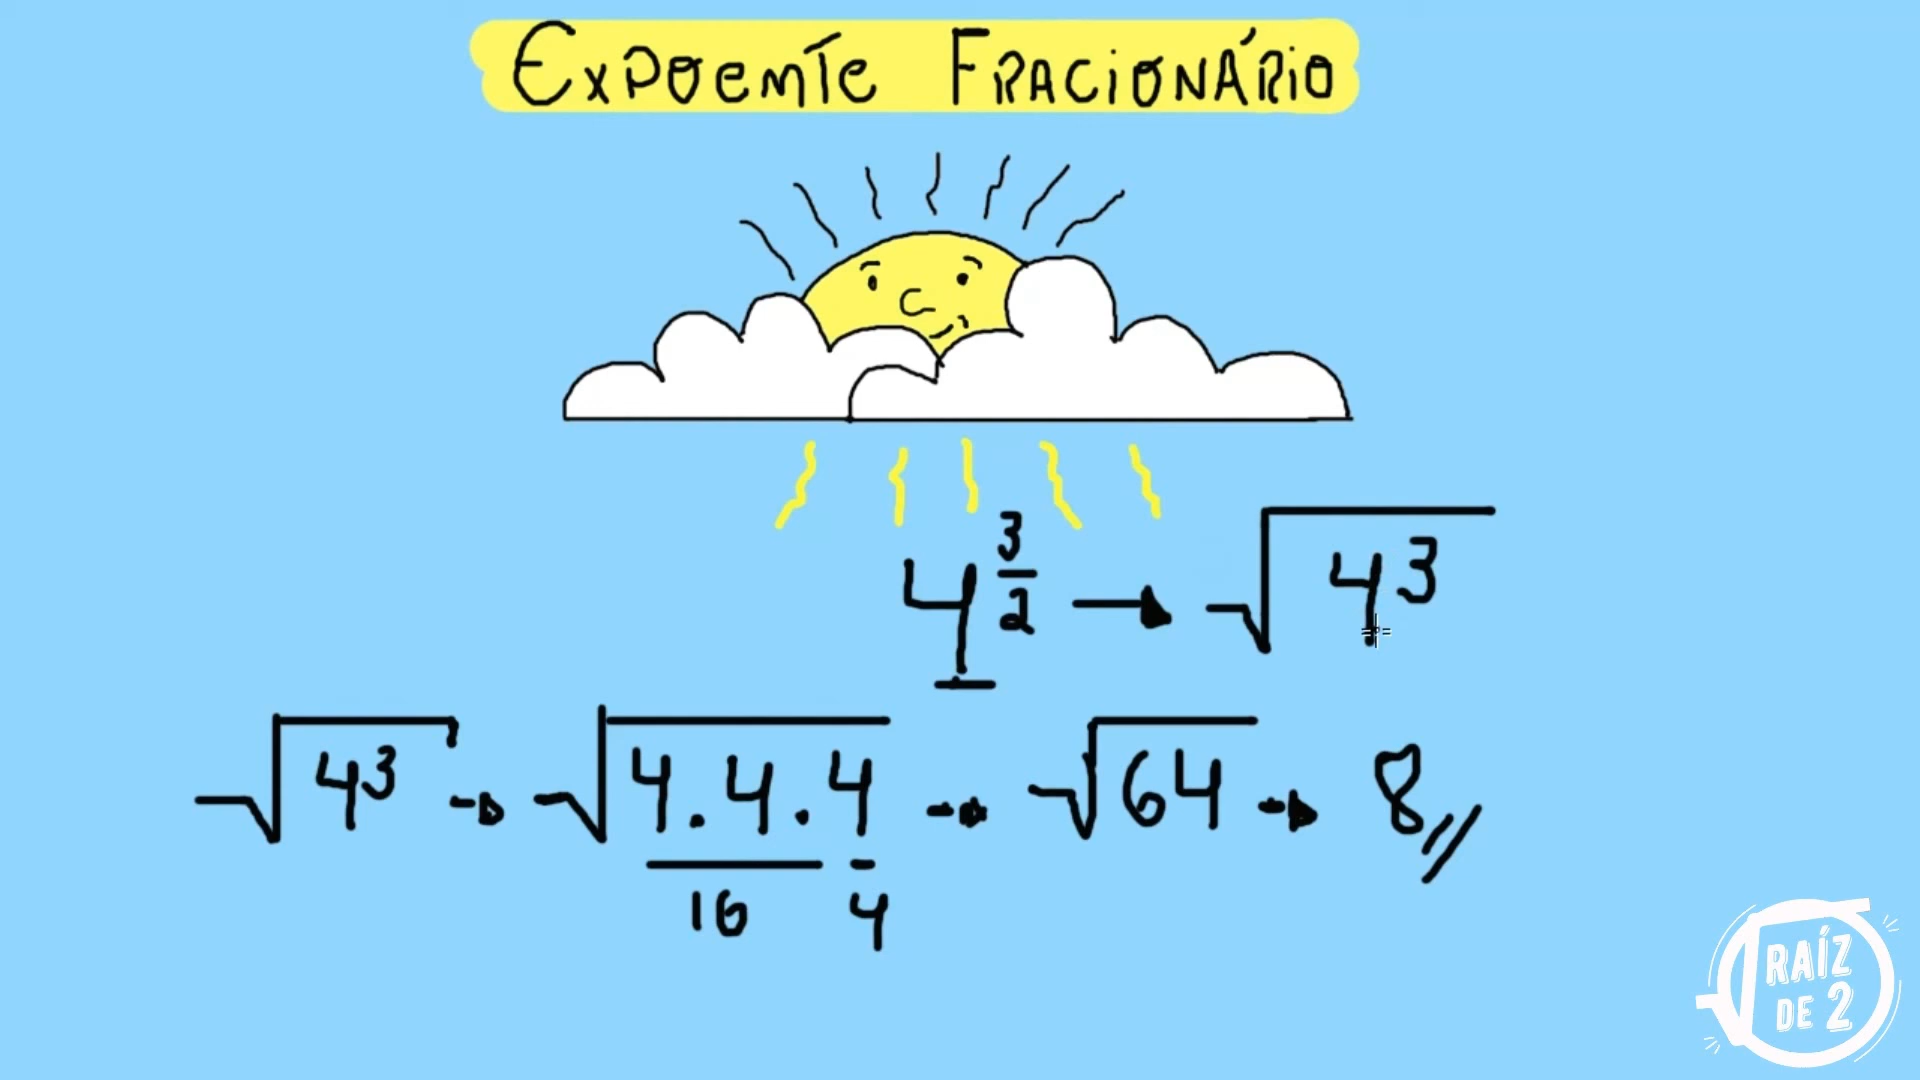 EXPOENTE FRACIONÁRIO
4^(3/2) → √(4³)
√(4³) → √(4.4.4) → √64 → 8//
16 4
RAÍZ
DE 2